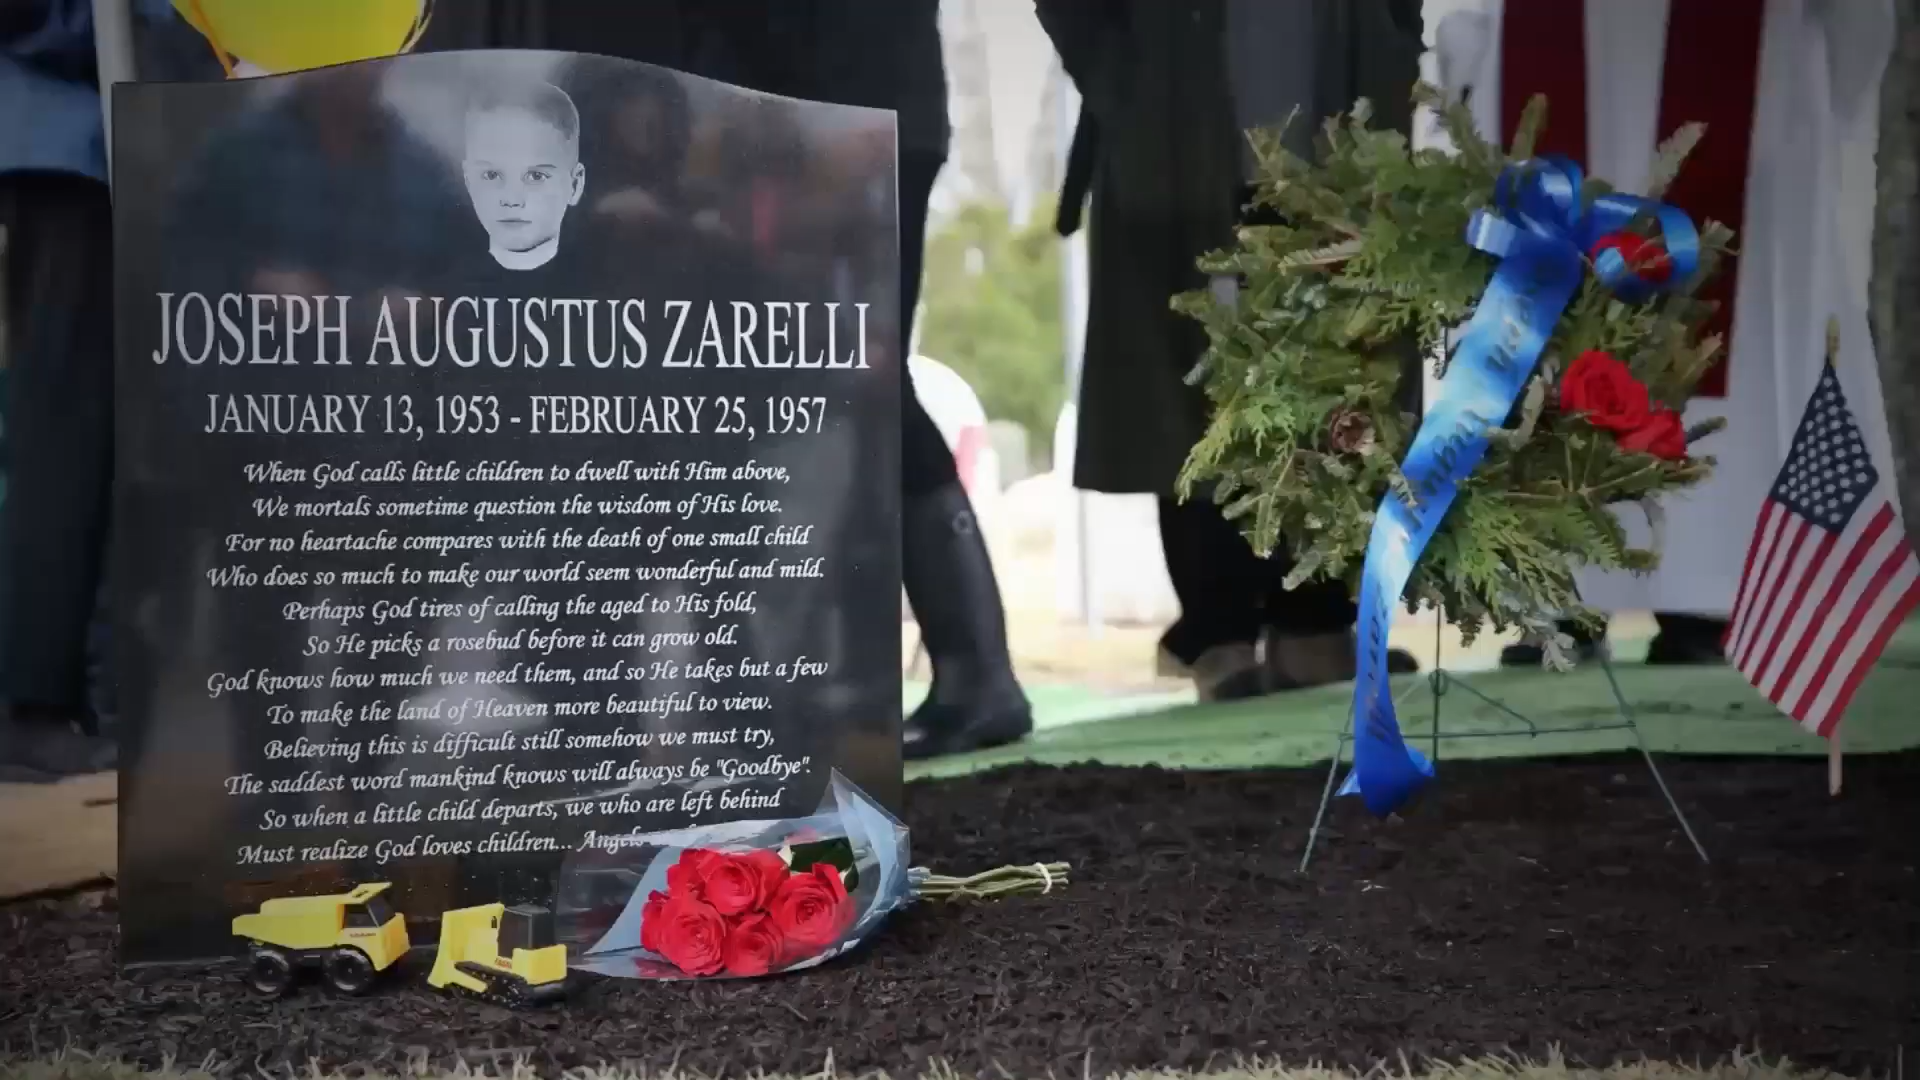 JOSEPH AUGUSTUS ZARELLI
JANUARY 13, 1953 - FEBRUARY 25, 1957
When God calls little children to dwell with Him above,
We mortals sometime question the wisdom of His love.
For no heartache compares with the death of one small child
Who does so much to make our world seem wonderful and mild.
Perhaps God tires of calling the aged to His fold,
So He picks a rosebud before it can grow old.
God knows how much we need them, and so He takes but a few
To make the land of Heaven more beautiful to view.
Believing this is difficult still somehow we must try,
The saddest word mankind knows will always be "Goodbye".
So when a little child departs, we who are left behind
Must realize God loves children... Angels